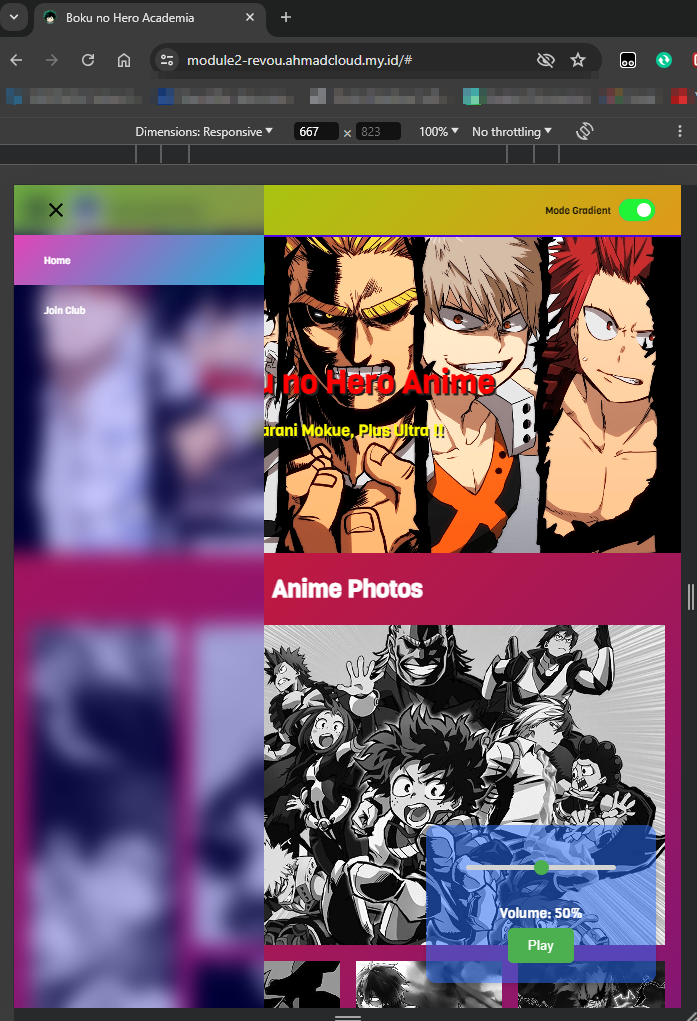 Boku no Hero Academia
module2-revou.ahmadcloud.my.id/#
Dimensions: Responsive 667 × 823 100% No throttling
Mode Gradient
Home
Join Club
no Hero Anime
Mokue, Plus Ultra !!
Anime Photos
Volume: 50%
Play